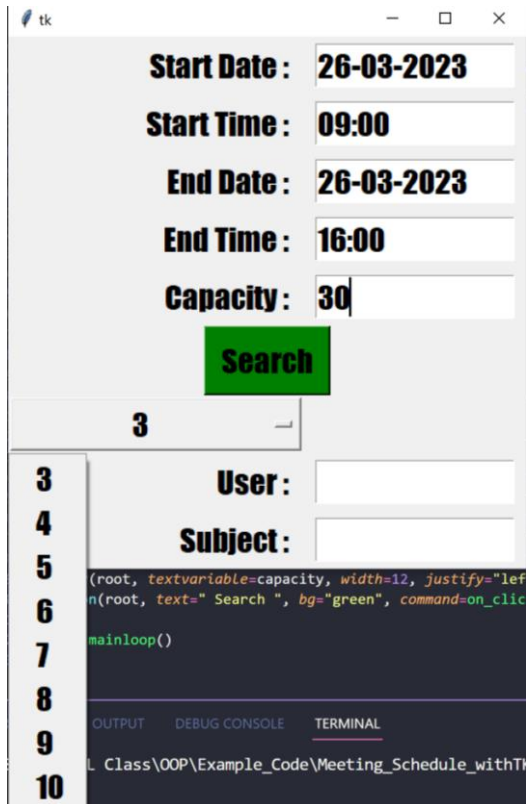 tk
Start Date : 26-03-2023
Start Time : 09:00
End Date : 26-03-2023
End Time : 16:00
Capacity : 30
Search
3
3
User :
4
Subject :
5
(root, textvariable=capacity, width=12, justify="lef
6
n(root, text=" Search ", bg="green", command=on_clic
7
mainloop()
8
OUTPUT DEBUG CONSOLE TERMINAL
9
L Class\OOP\Example_Code\Meeting_Schedule_withTK
10